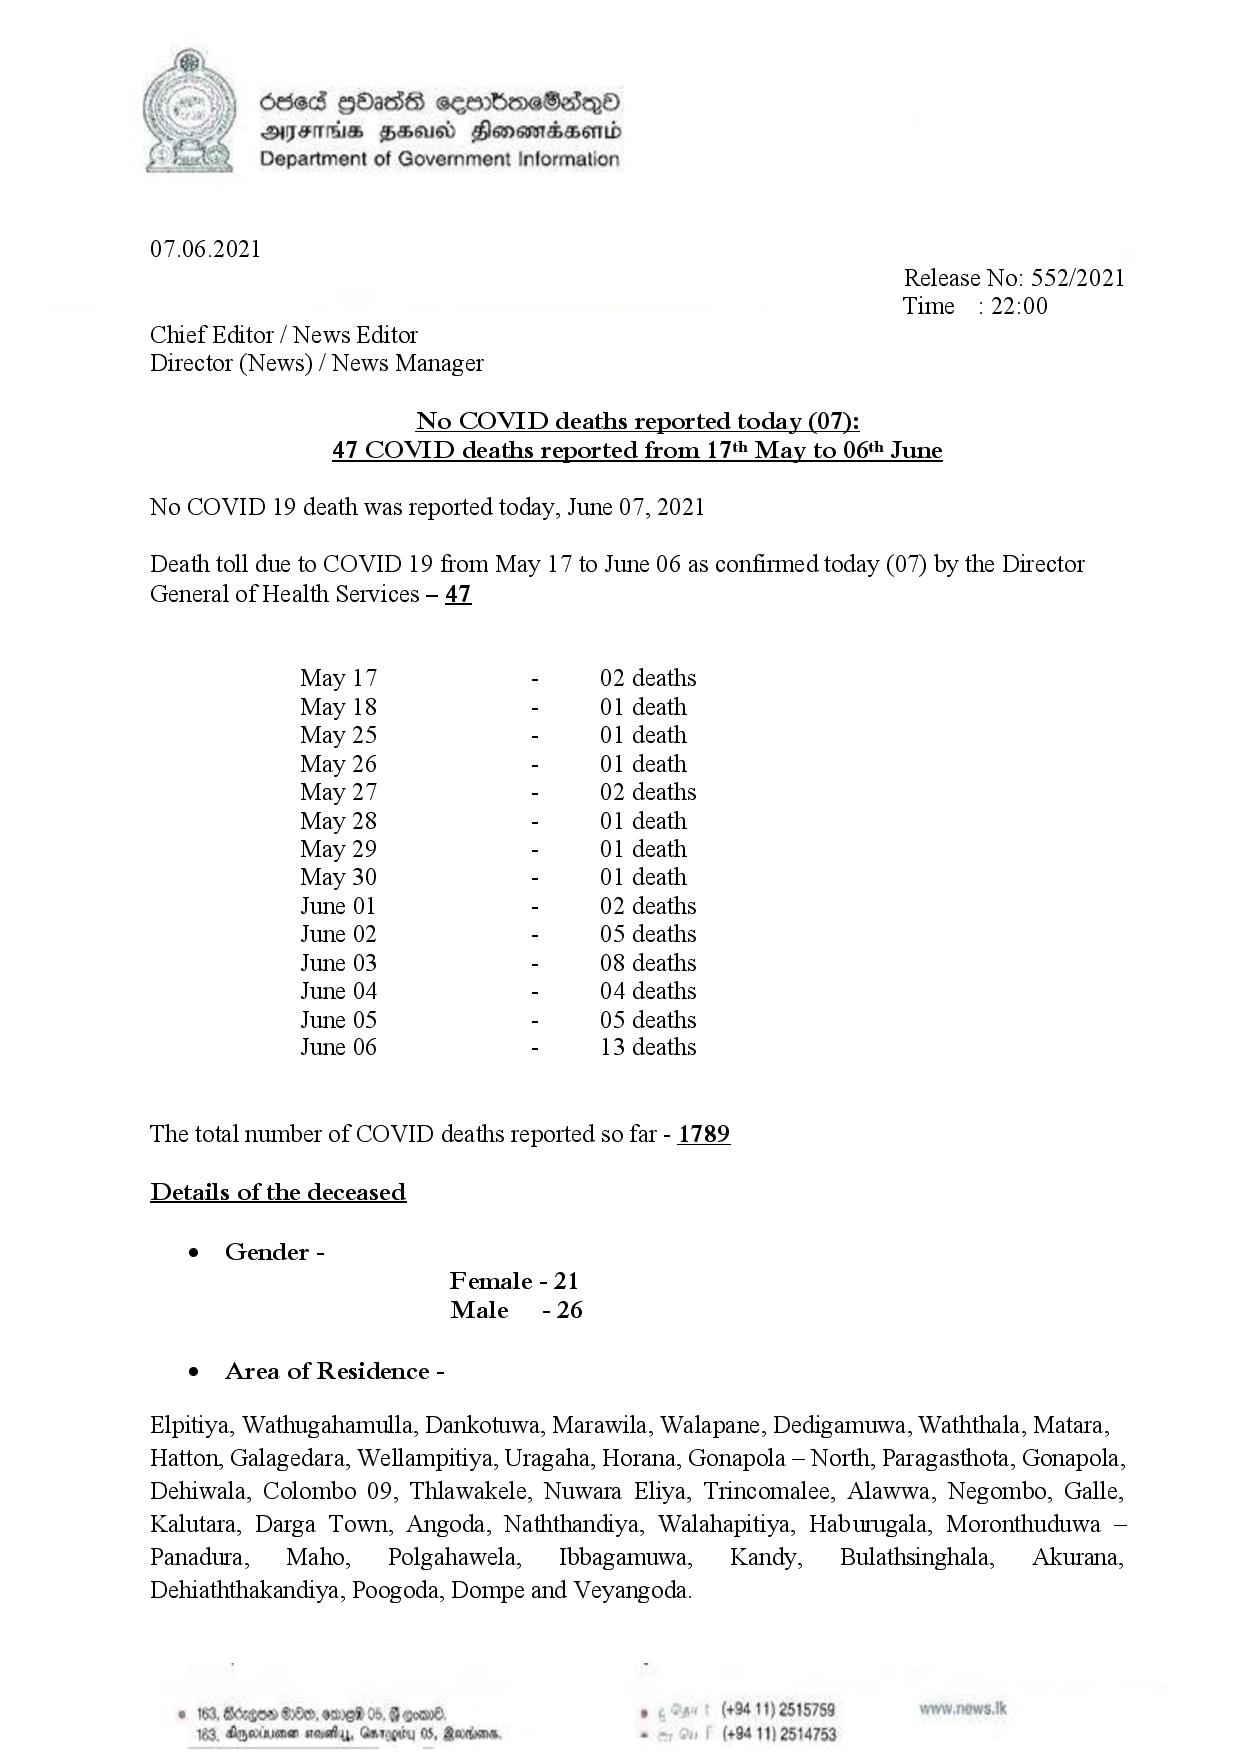 රජයේ ප්‍රවෘත්ති දෙපාර්තමේන්තුව
அரசாங்க தகவல் திணைக்களம்
Department of Government Information
07.06.2021
Release No: 552/2021
Time : 22:00
Chief Editor / News Editor
Director (News) / News Manager
No COVID deaths reported today (07):
47 COVID deaths reported from 17th May to 06th June
No COVID 19 death was reported today, June 07, 2021
Death toll due to COVID 19 from May 17 to June 06 as confirmed today (07) by the Director
General of Health Services – 47
May 17 - 02 deaths
May 18 - 01 death
May 25 - 01 death
May 26 - 01 death
May 27 - 02 deaths
May 28 - 01 death
May 29 - 01 death
May 30 - 01 death
June 01 - 02 deaths
June 02 - 05 deaths
June 03 - 08 deaths
June 04 - 04 deaths
June 05 - 05 deaths
June 06 - 13 deaths
The total number of COVID deaths reported so far - 1789
Details of the deceased
• Gender -
Female - 21
Male - 26
• Area of Residence -
Elpitiya, Wathugahamulla, Dankotuwa, Marawila, Walapane, Dedigamuwa, Waththala, Matara,
Hatton, Galagedara, Wellampitiya, Uragaha, Horana, Gonapola – North, Paragasthota, Gonapola,
Dehiwala, Colombo 09, Thlawakele, Nuwara Eliya, Trincomalee, Alawwa, Negombo, Galle,
Kalutara, Darga Town, Angoda, Naththandiya, Walahapitiya, Haburugala, Moronthuduwa –
Panadura, Maho, Polgahawela, Ibbagamuwa, Kandy, Bulathsinghala, Akurana,
Dehiaththakandiya, Poogoda, Dompe and Veyangoda.
163, කිරුලපන මාවත, කොළඹ 05, ශ්‍රී ලංකාව. (+94 11) 2515759 www.news.lk
163, கிருலப்பனை எவனியூ, கொழும்பு 05, இலங்கை. (+94 11) 2514753